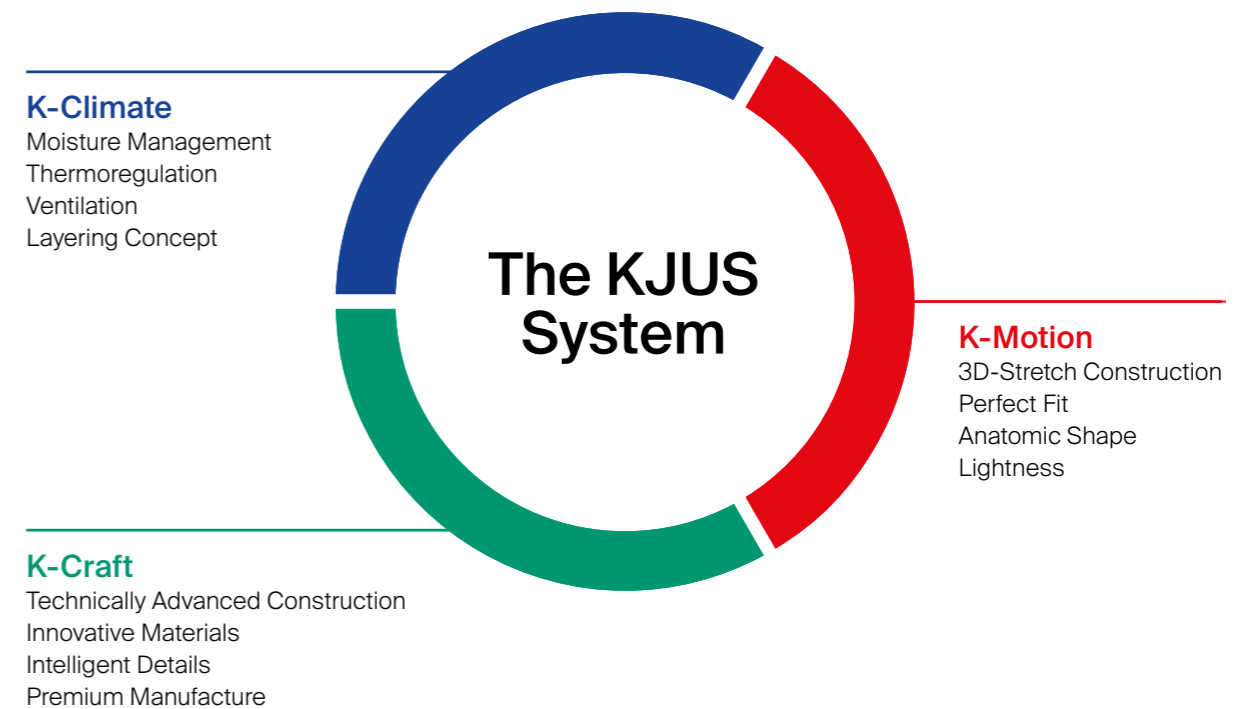 K-Climate
Moisture Management
Thermoregulation
Ventilation
Layering Concept
The KJUS
System
K-Motion
3D-Stretch Construction
Perfect Fit
Anatomic Shape
Lightness
K-Craft
Technically Advanced Construction
Innovative Materials
Intelligent Details
Premium Manufacture